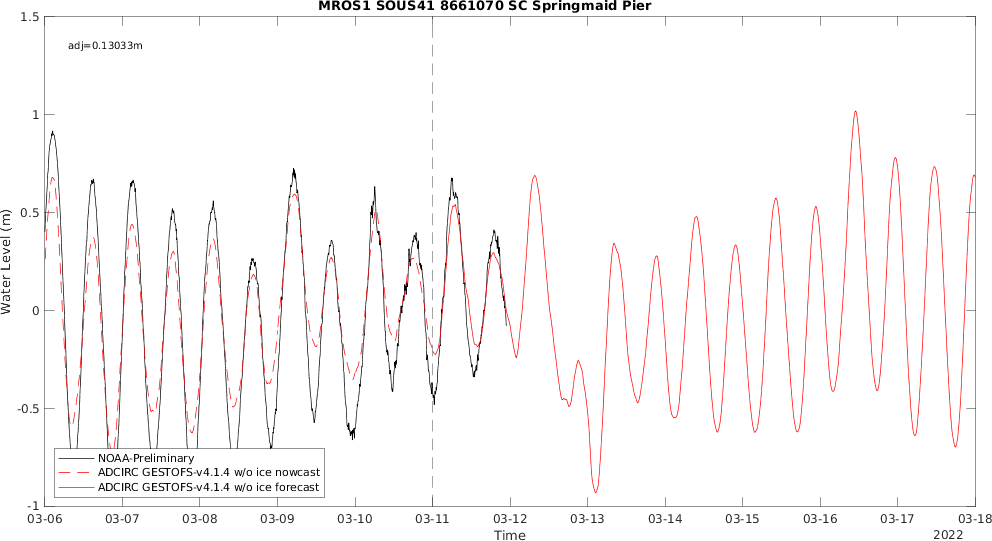 MROS1 SOUS41 8661070 SC Springmaid Pier
adj=0.13033m
1.5
1
0.5
0
-0.5
-1
Water Level (m)
NOAA-Preliminary
ADCIRC GESTOFS-v4.1.4 w/o ice nowcast
ADCIRC GESTOFS-v4.1.4 w/o ice forecast
03-06 03-07 03-08 03-09 03-10 03-11 03-12 03-13 03-14 03-15 03-16 03-17 03-18
Time
2022